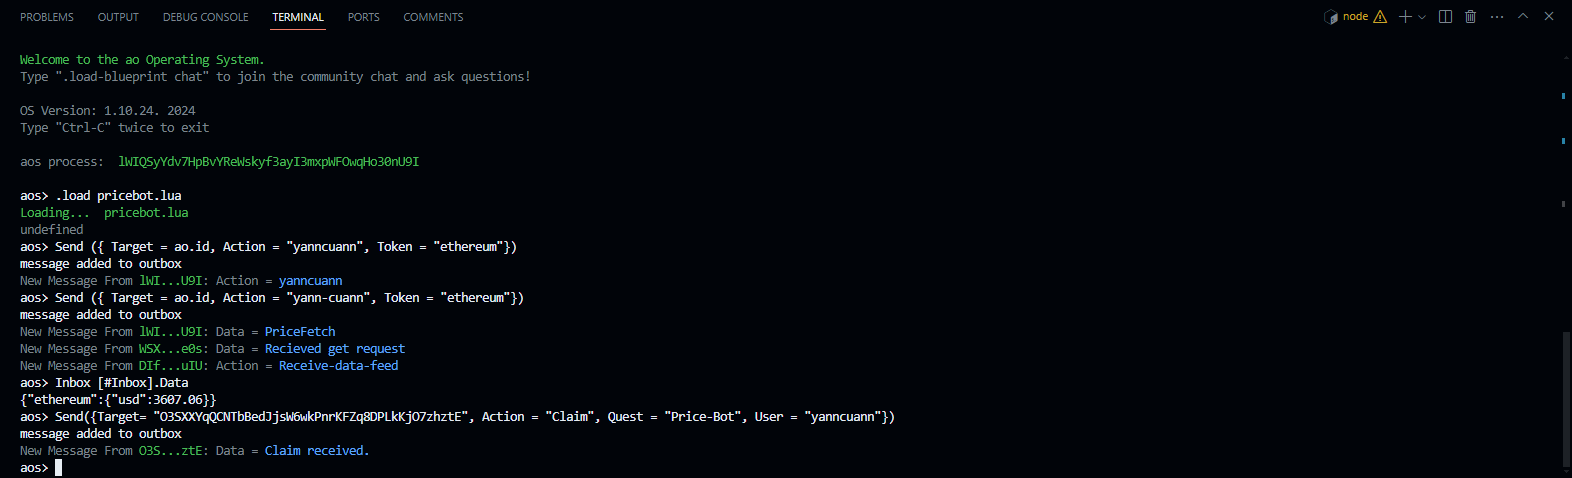 PROBLEMS OUTPUT DEBUG CONSOLE TERMINAL PORTS COMMENTS node
Welcome to the ao Operating System.
Type ".load-blueprint chat" to join the community chat and ask questions!
OS Version: 1.10.24. 2024
Type "Ctrl-C" twice to exit
aos process: lWIQSyYdv7HpBvYReWskyf3ayI3mxpWFOwqHo30nU9I
aos> .load pricebot.lua
Loading... pricebot.lua
undefined
aos> Send ({ Target = ao.id, Action = "yanncuann", Token = "ethereum"})
message added to outbox
New Message From lWI...U9I: Action = yanncuann
aos> Send ({ Target = ao.id, Action = "yann-cuann", Token = "ethereum"})
message added to outbox
New Message From lWI...U9I: Data = PriceFetch
New Message From WSX...e0s: Data = Recieved get request
New Message From DIf...uIU: Action = Receive-data-feed
aos> Inbox [#Inbox].Data
{"ethereum":{"usd":3607.06}}
aos> Send({Target= "O3SXXYqQCNTbBedJjsW6wkPnrKFZq8DPLkKjO7zhztE", Action = "Claim", Quest = "Price-Bot", User = "yanncuann"})
message added to outbox
New Message From O3S...ztE: Data = Claim received.
aos>